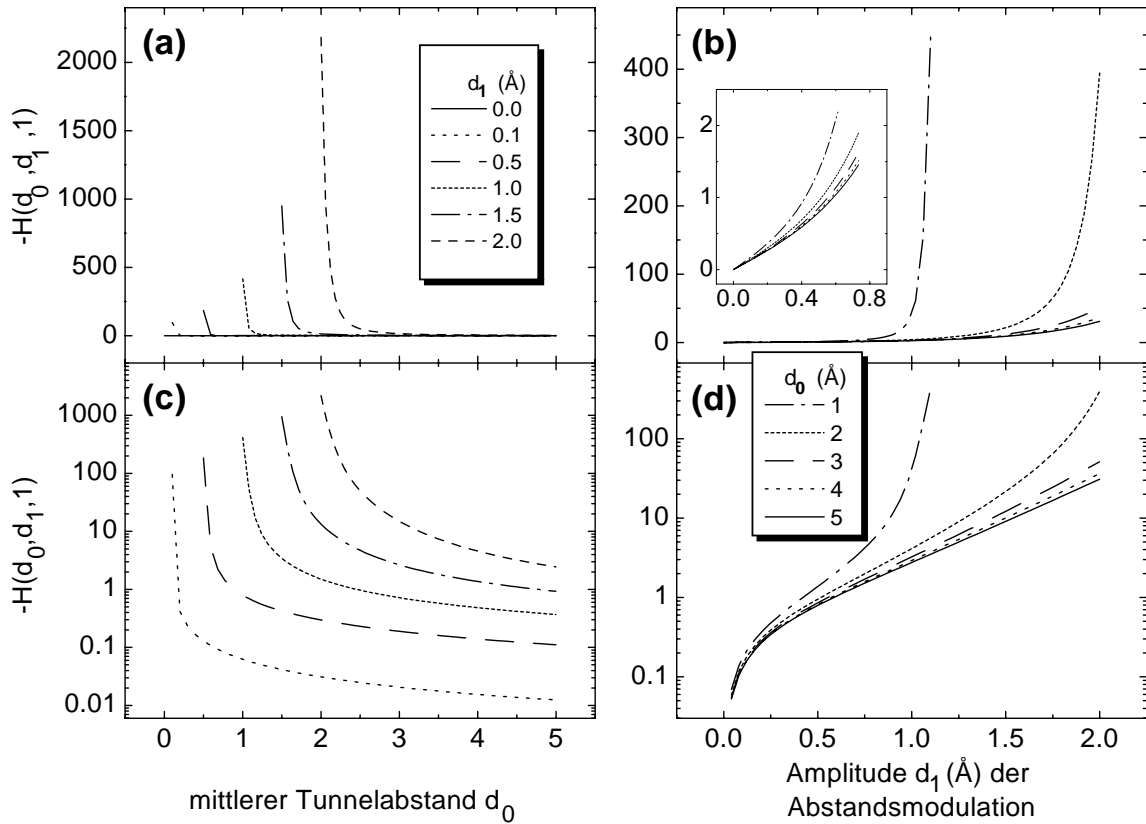 (a)
-H(d0,d1,1)
2000
1500
1000
500
0
d1 (Å)
0.0
0.1
0.5
1.0
1.5
2.0
(b)
400
300
200
100
0
2
1
0
0.0 0.4 0.8
(c)
-H(d0,d1,1)
1000
100
10
1
0.1
0.01
0 1 2 3 4 5
mittlerer Tunnelabstand d0
(d)
100
10
1
0.1
d0 (Å)
1
2
3
4
5
0.0 0.5 1.0 1.5 2.0
Amplitude d1 (Å) der
Abstandsmodulation